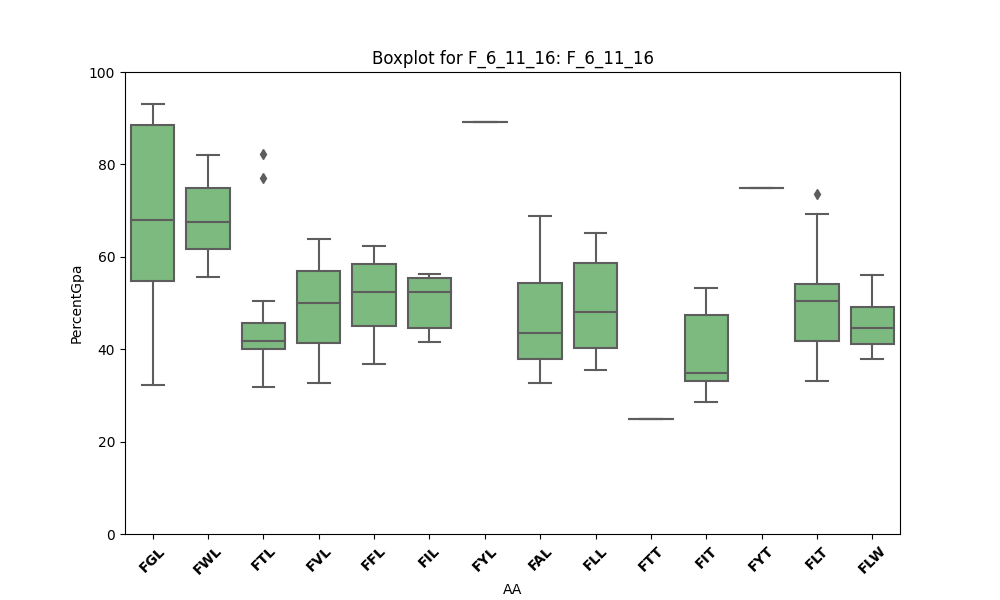 Boxplot for F_6_11_16: F_6_11_16
100
80
60
40
20
0
PercentGpa
FGL FWL FTL FVL FFL FIL FYL FAL FLL FTT FIT FYT FLT FLW
AA